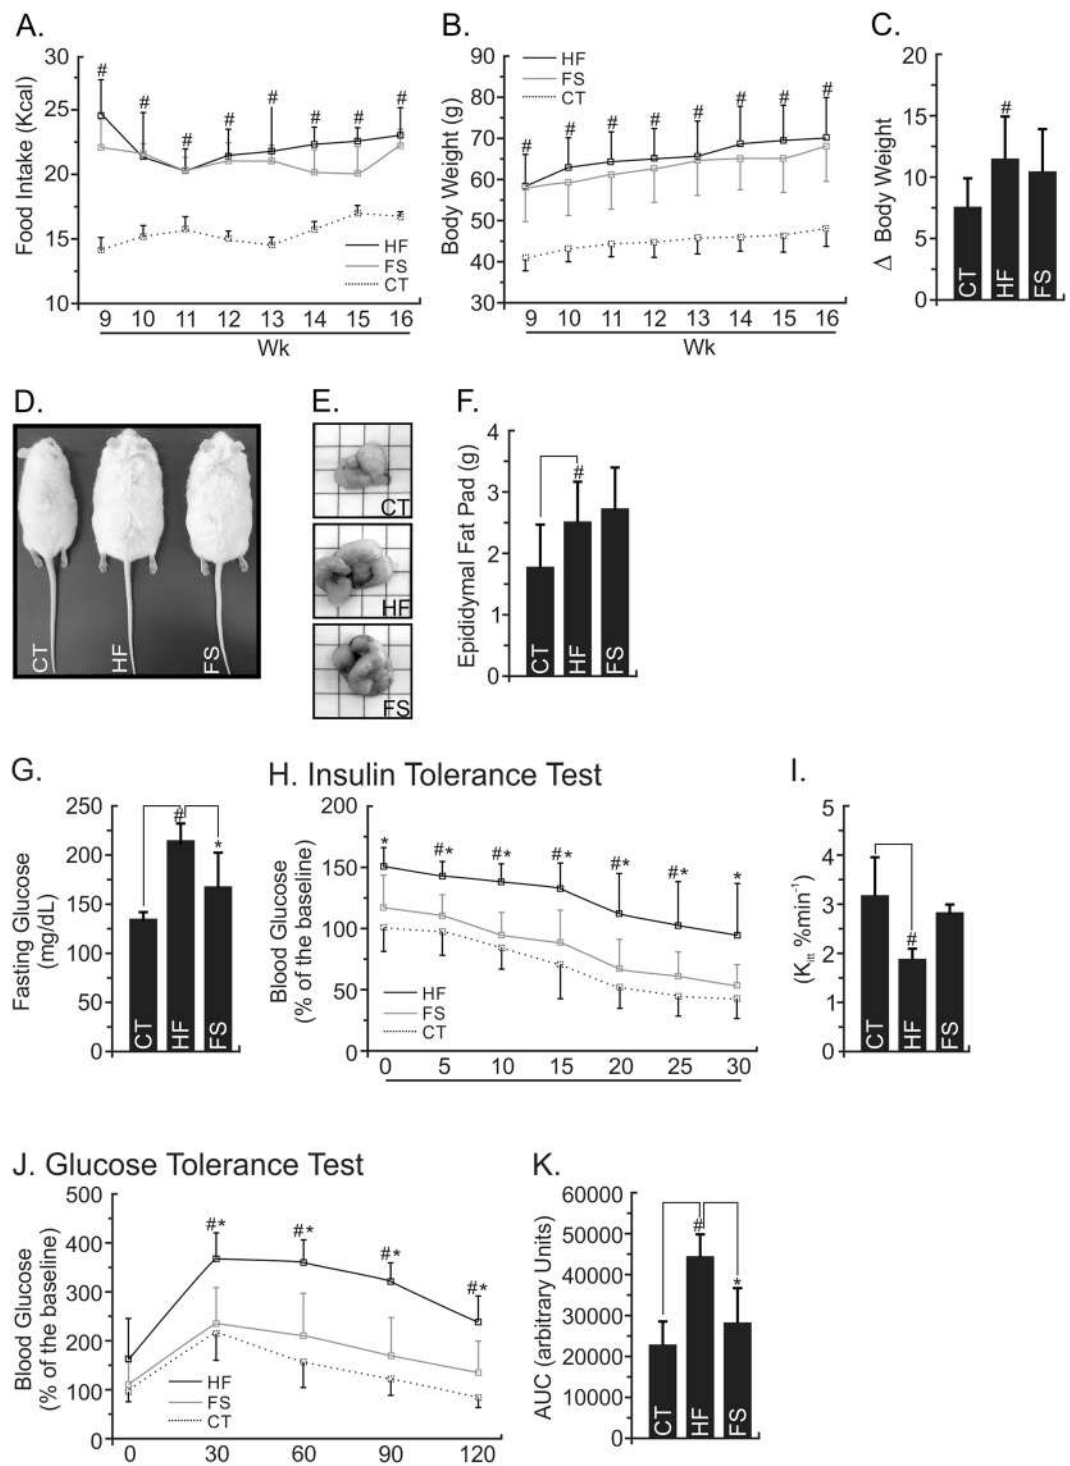 A.
Food Intake (Kcal)
30
25
20
15
10
# # # # # # # #
HF
FS
CT
9 10 11 12 13 14 15 16
Wk
B.
Body Weight (g)
90
80
70
60
50
40
30
HF
FS
CT
# # # # # # # #
9 10 11 12 13 14 15 16
Wk
C.
Δ Body Weight
20
15
10
5
0
#
CT HF FS
D.
CT HF FS
E.
CT
HF
FS
F.
Epididymal Fat Pad (g)
4
3
2
1
0
#
CT HF FS
G.
Fasting Glucose
(mg/dL)
250
200
150
100
50
0
# *
CT HF FS
H. Insulin Tolerance Test
Blood Glucose
(% of the baseline)
200
150
100
50
0
* #* #* #* #* #* *
HF
FS
CT
0 5 10 15 20 25 30
I.
(Kitt %min-1)
5
4
3
2
1
0
#
CT HF FS
J. Glucose Tolerance Test
Blood Glucose
(% of the baseline)
500
400
300
200
100
0
#* #* #* #*
HF
FS
CT
0 30 60 90 120
K.
AUC (arbitrary Units)
60000
50000
40000
30000
20000
10000
0
# *
CT HF FS